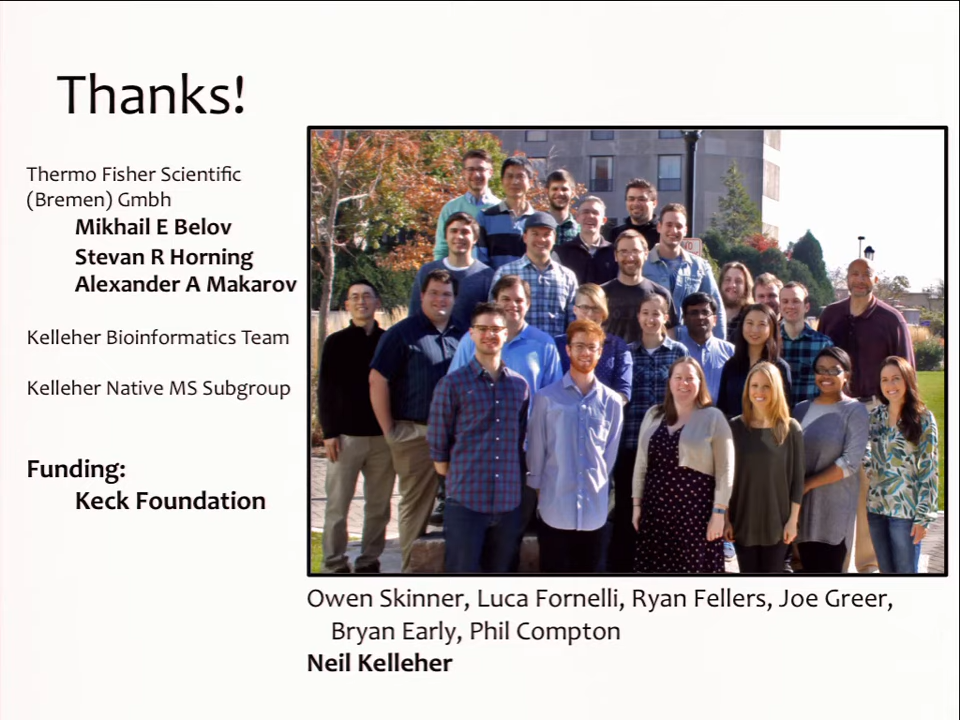 Thanks!
Thermo Fisher Scientific
(Bremen) Gmbh
Mikhail E Belov
Stevan R Horning
Alexander A Makarov
Kelleher Bioinformatics Team
Kelleher Native MS Subgroup
Funding:
Keck Foundation
Owen Skinner, Luca Fornelli, Ryan Fellers, Joe Greer,
Bryan Early, Phil Compton
Neil Kelleher